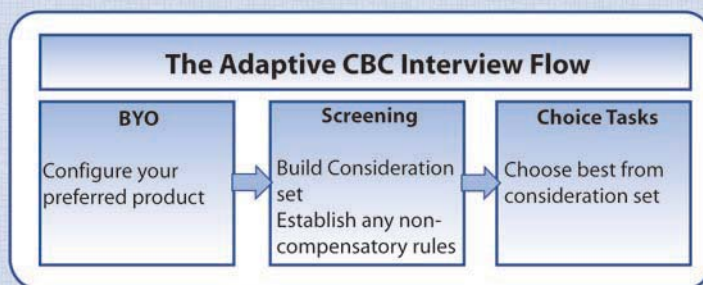 The Adaptive CBC Interview Flow
BYO
Configure your
preferred product
Screening
Build Consideration
set
Establish any non-
compensatory rules
Choice Tasks
Choose best from
consideration set